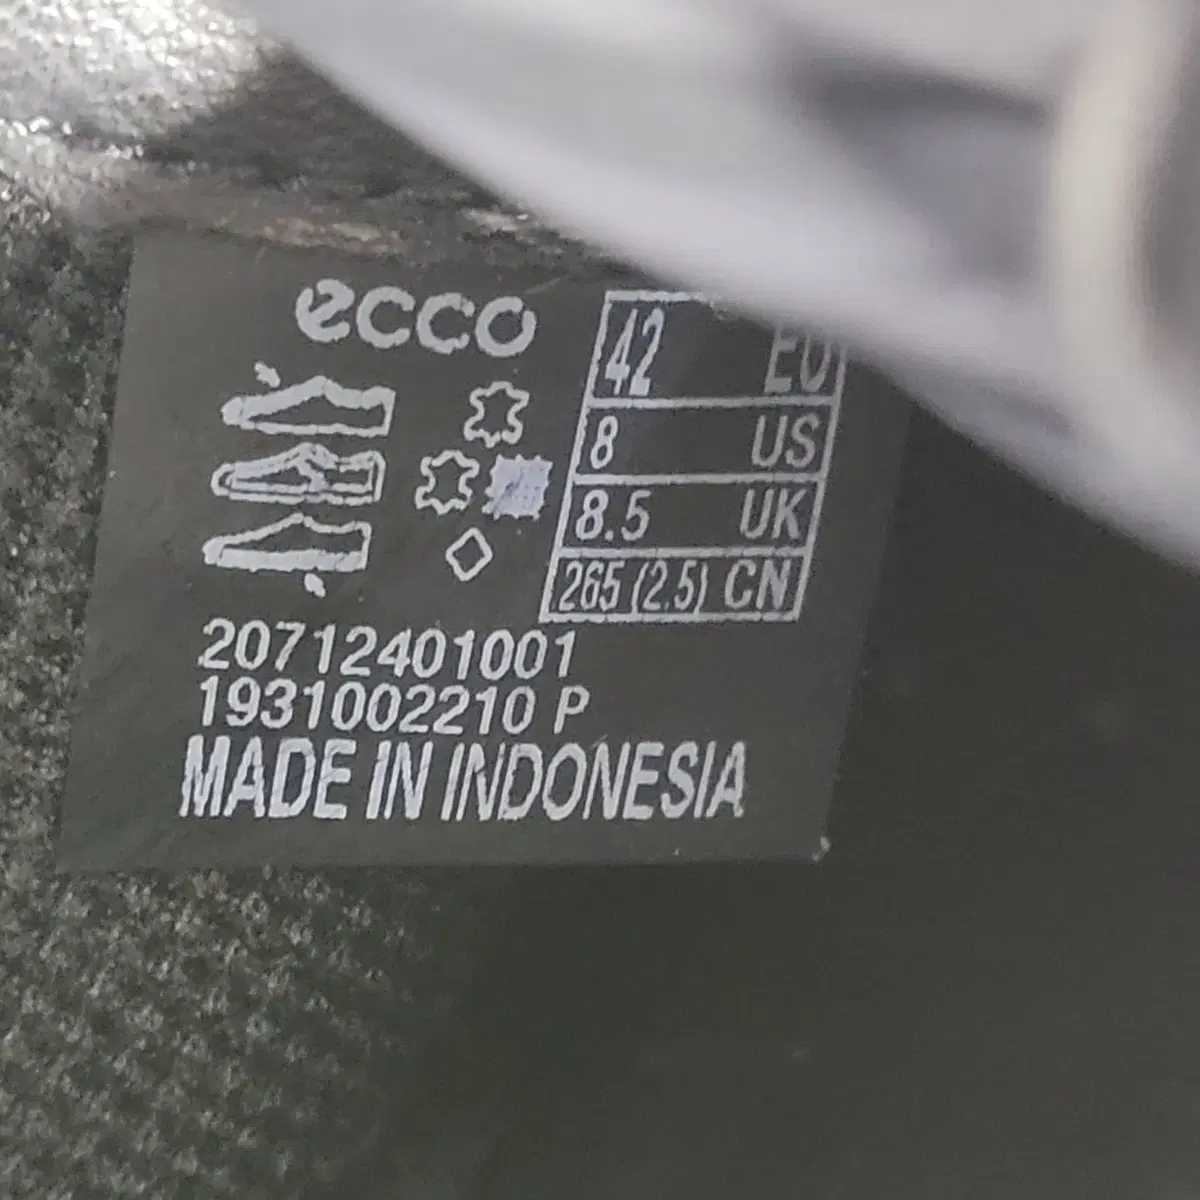 ecco
42 EU
8 US
8.5 UK
265 (2.5) CN
20712401001
1931002210 P
MADE IN INDONESIA